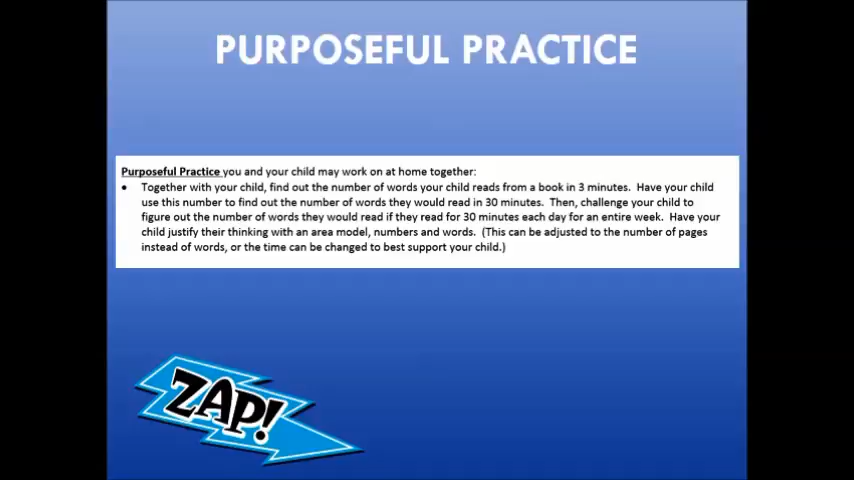 PURPOSEFUL PRACTICE
Purposeful Practice you and your child may work on at home together:
• Together with your child, find out the number of words your child reads from a book in 3 minutes. Have your child
use this number to find out the number of words they would read in 30 minutes. Then, challenge your child to
figure out the number of words they would read if they read for 30 minutes each day for an entire week. Have your
child justify their thinking with an area model, numbers and words. (This can be adjusted to the number of pages
instead of words, or the time can be changed to best support your child.)
ZAP!